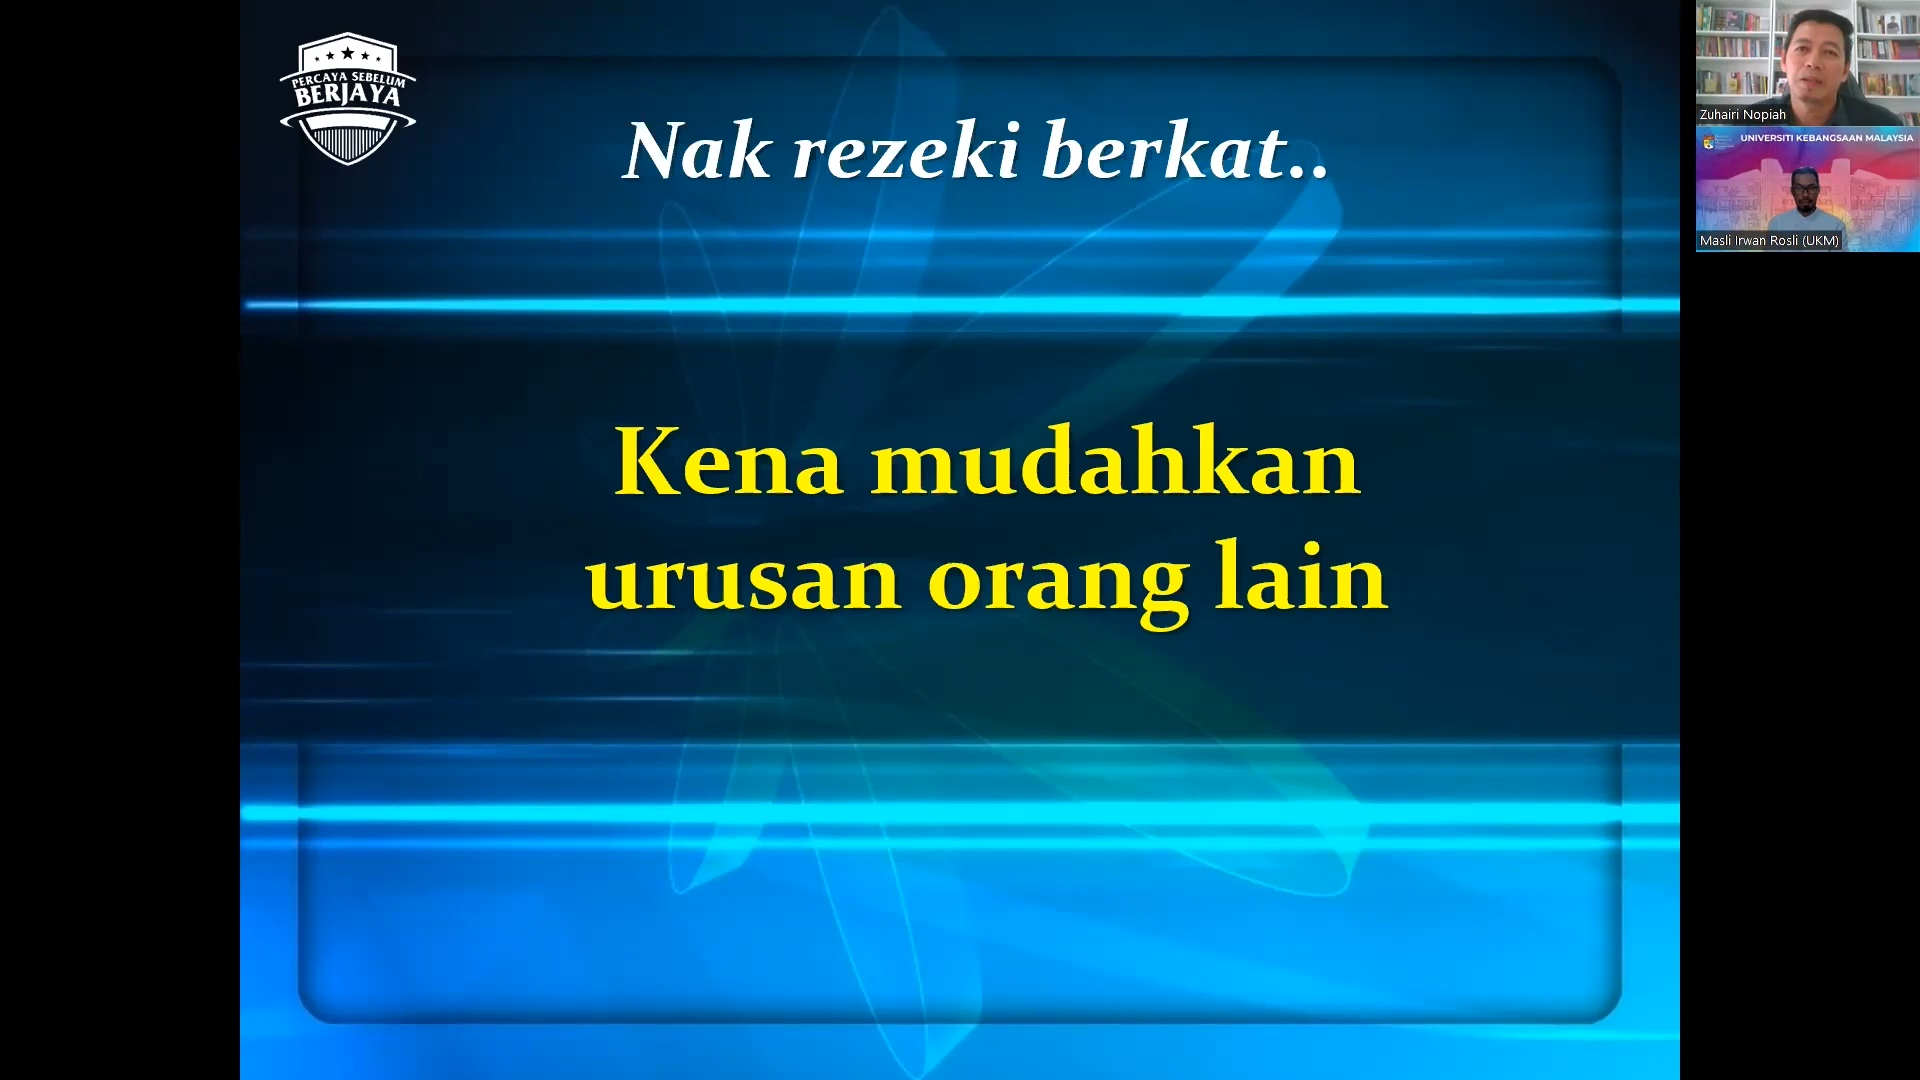 PERCAYA SEBELUM
BERJAYA
Nak rezeki berkat..
Kena mudahkan
urusan orang lain
Zuhairi Nopiah
UNIVERSITI KEBANGSAAN MALAYSIA
Masli Irwan Rosli (UKM)